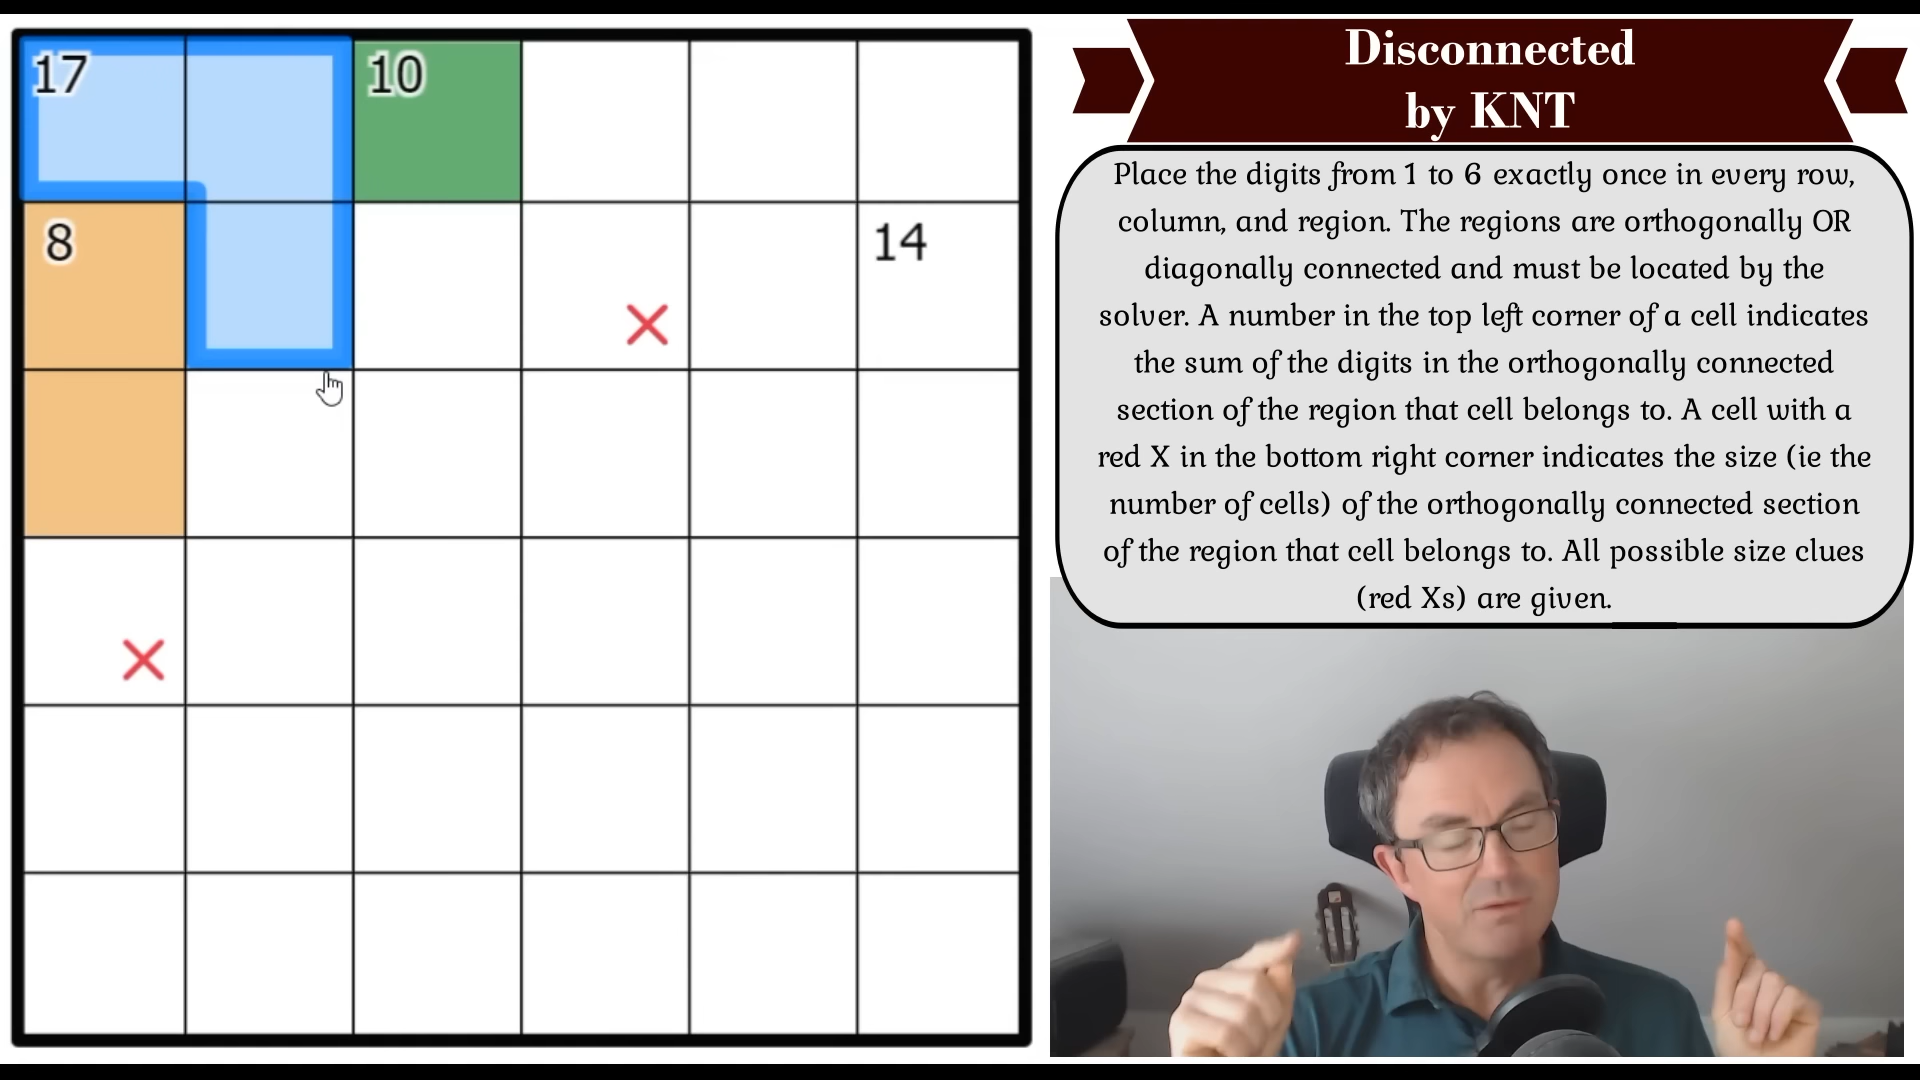 Disconnected
by KNT
17
10
8
14
Place the digits from 1 to 6 exactly once in every row,
column, and region. The regions are orthogonally OR
diagonally connected and must be located by the
solver. A number in the top left corner of a cell indicates
the sum of the digits in the orthogonally connected
section of the region that cell belongs to. A cell with a
red X in the bottom right corner indicates the size (ie the
number of cells) of the orthogonally connected section
of the region that cell belongs to. All possible size clues
(red Xs) are given.